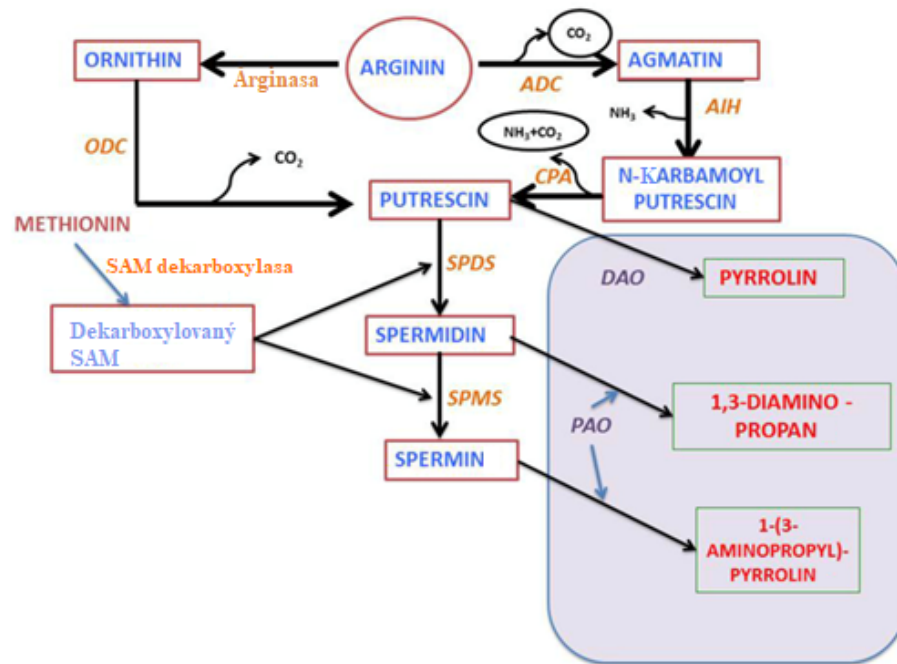 CO₂
ORNITHIN
ARGININ
AGMATIN
Arginasa
ADC
NH₃
AIH
ODC
CO₂
NH₃+CO₂
CPA
N-KARBAMOYL
PUTRESCIN
PUTRESCIN
METHIONIN
SAM dekarboxylasa
SPDS
DAO
PYRROLIN
Dekarboxylovaný
SAM
SPERMIDIN
SPMS
PAO
1,3-DIAMINO -
PROPAN
SPERMIN
1-(3-
AMINOPROPYL)-
PYRROLIN